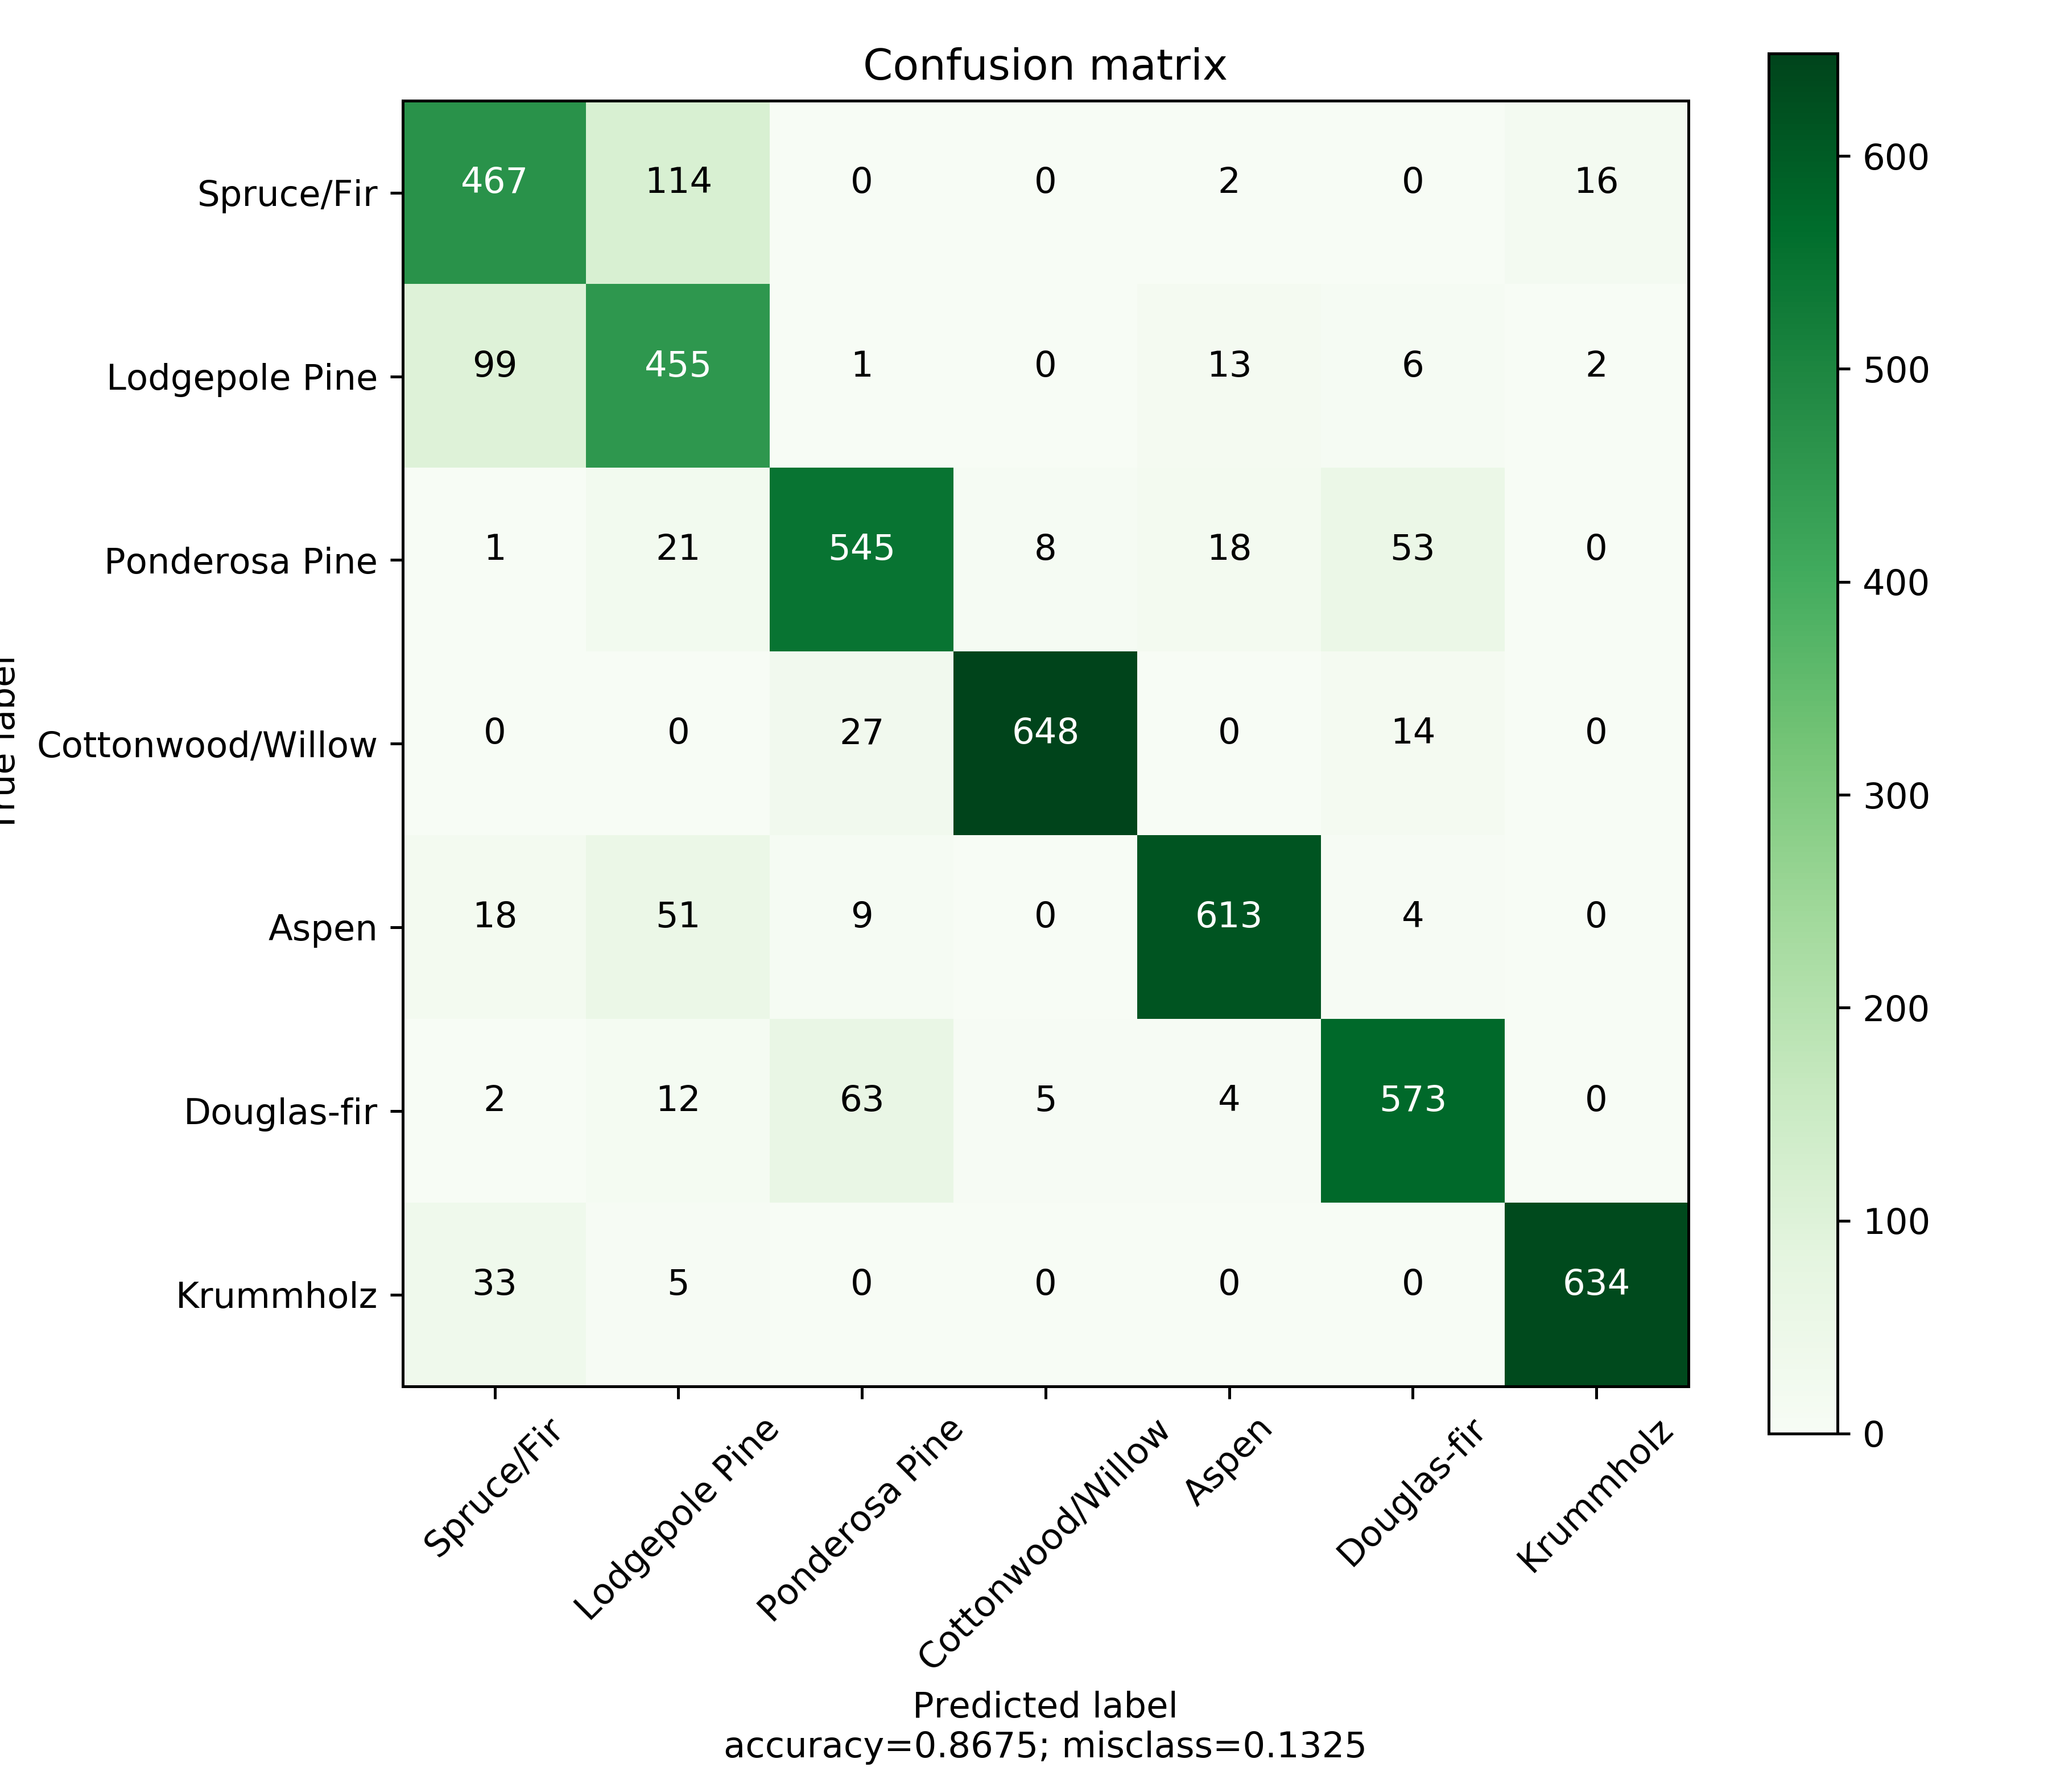 Confusion matrix
Spruce/Fir 467 114 0 0 2 0 16
Lodgepole Pine 99 455 1 0 13 6 2
Ponderosa Pine 1 21 545 8 18 53 0
Cottonwood/Willow 0 0 27 648 0 14 0
Aspen 18 51 9 0 613 4 0
Douglas-fir 2 12 63 5 4 573 0
Krummholz 33 5 0 0 0 0 634
True label
Spruce/Fir
Lodgepole Pine
Ponderosa Pine
Cottonwood/Willow
Aspen
Douglas-fir
Krummholz
Predicted label
accuracy=0.8675; misclass=0.1325
600
500
400
300
200
100
0